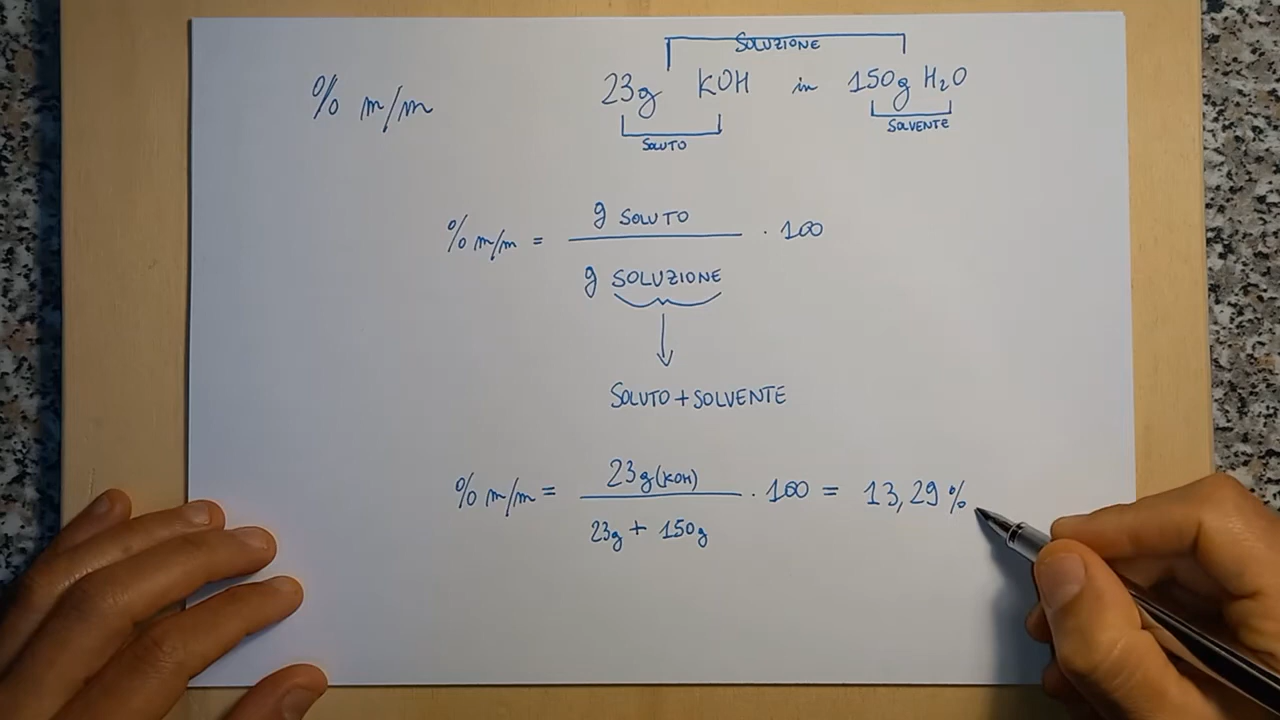 SOLUZIONE
% m/m 23g KOH in 150g H₂O
SOLUTO SOLVENTE
% m/m = g SOLUTO / g SOLUZIONE · 100
SOLUTO + SOLVENTE
% m/m = 23g (KOH) / 23g + 150g · 100 = 13,29 %